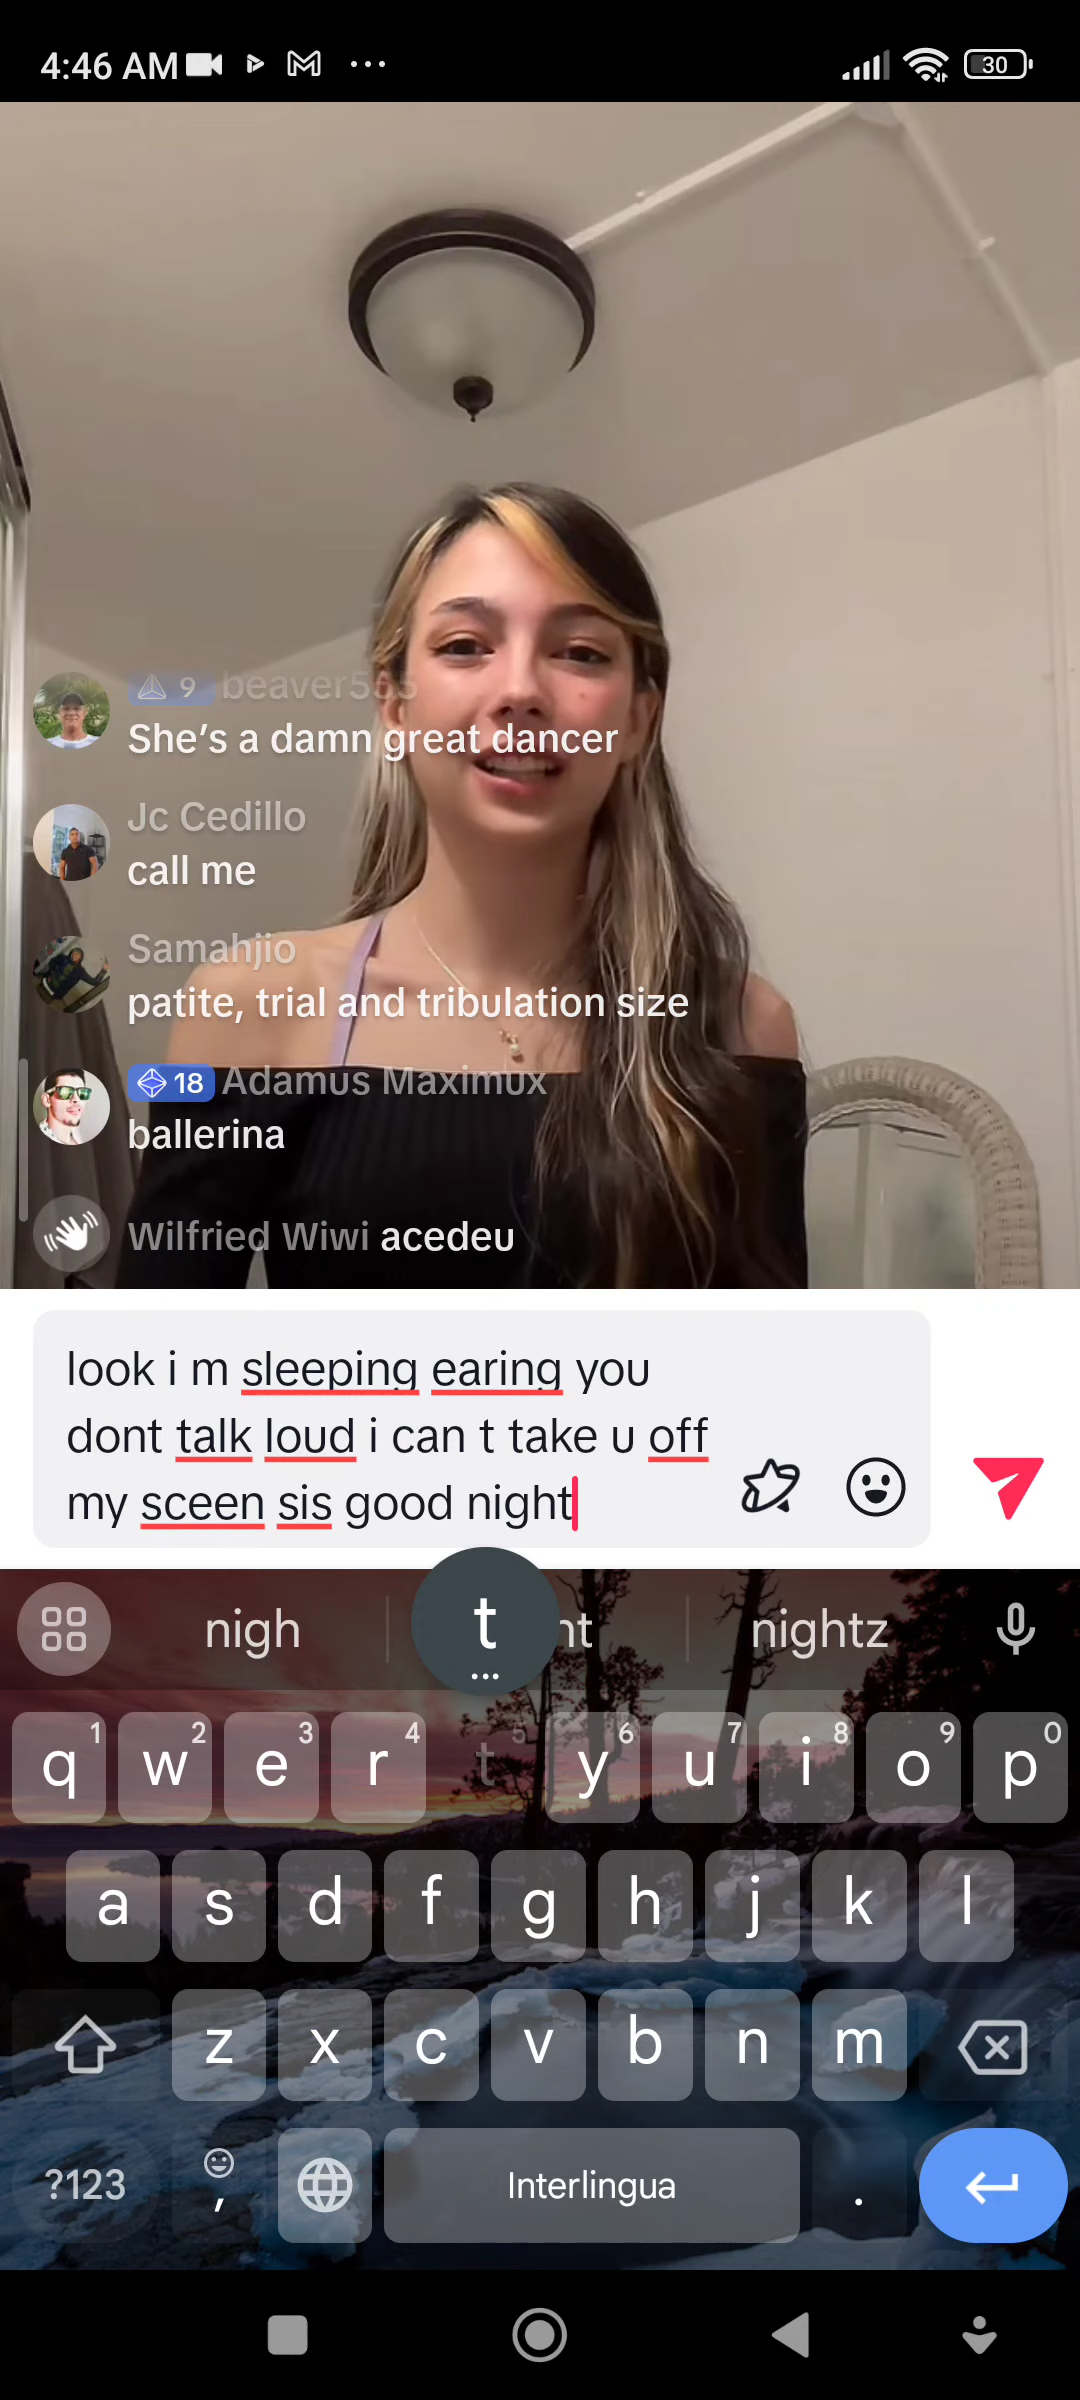 4:46 AM
30
9 beaver555
She's a damn great dancer
Jc Cedillo
call me
Samahjio
patite, trial and tribulation size
18 Adamus Maximux
ballerina
Wilfried Wiwi acedeu
look i m sleeping earing you
dont talk loud i can t take u off
my sceen sis good night
nigh
t
nt
nightz
1 2 3 4 5 6 7 8 9 0
q w e r t y u i o p
a s d f g h j k l
z x c v b n m
?123 , Interlingua .